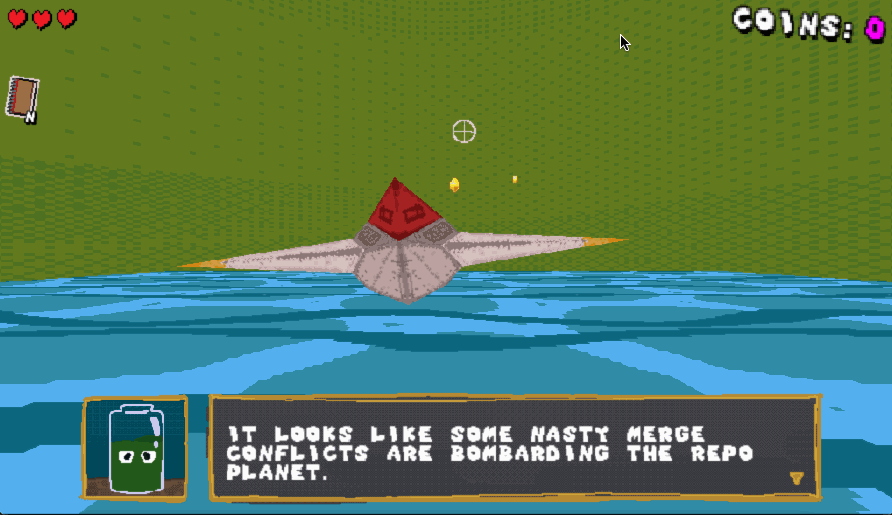 COINS: 0
N
IT LOOKS LIKE SOME NASTY MERGE
CONFLICTS ARE BOMBARDING THE REPO
PLANET.